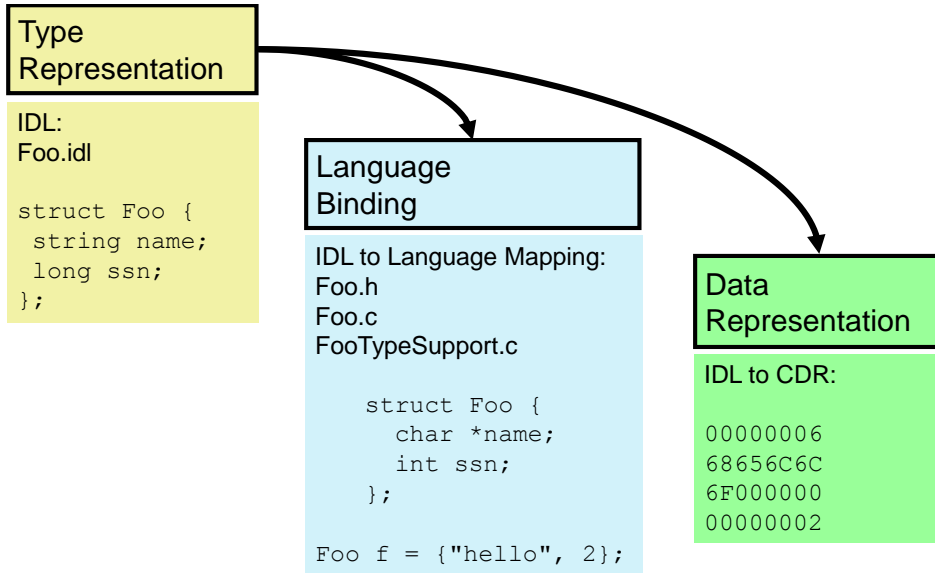 Type
Representation
IDL:
Foo.idl
struct Foo {
 string name;
 long ssn;
};
Language
Binding
IDL to Language Mapping:
Foo.h
Foo.c
FooTypeSupport.c
struct Foo {
  char *name;
  int ssn;
};
Foo f = {"hello", 2};
Data
Representation
IDL to CDR:
00000006
68656C6C
6F000000
00000002